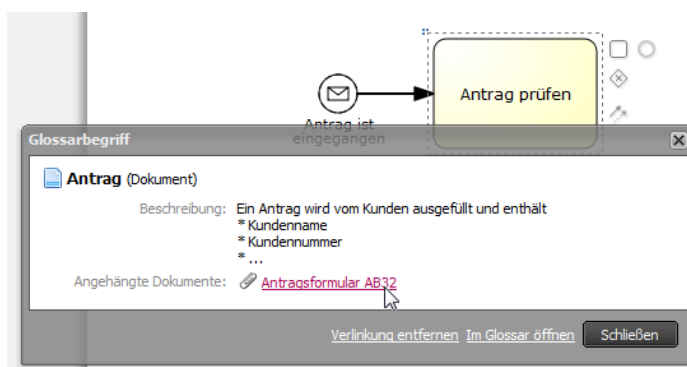 Antrag prüfen
Antrag ist
eingegangen
Glossarbegriff
Antrag (Dokument)
Beschreibung: Ein Antrag wird vom Kunden ausgefüllt und enthält
* Kundenname
* Kundennummer
* ...
Angehängte Dokumente: Antragsformular AB32
Verlinkung entfernen Im Glossar öffnen Schließen